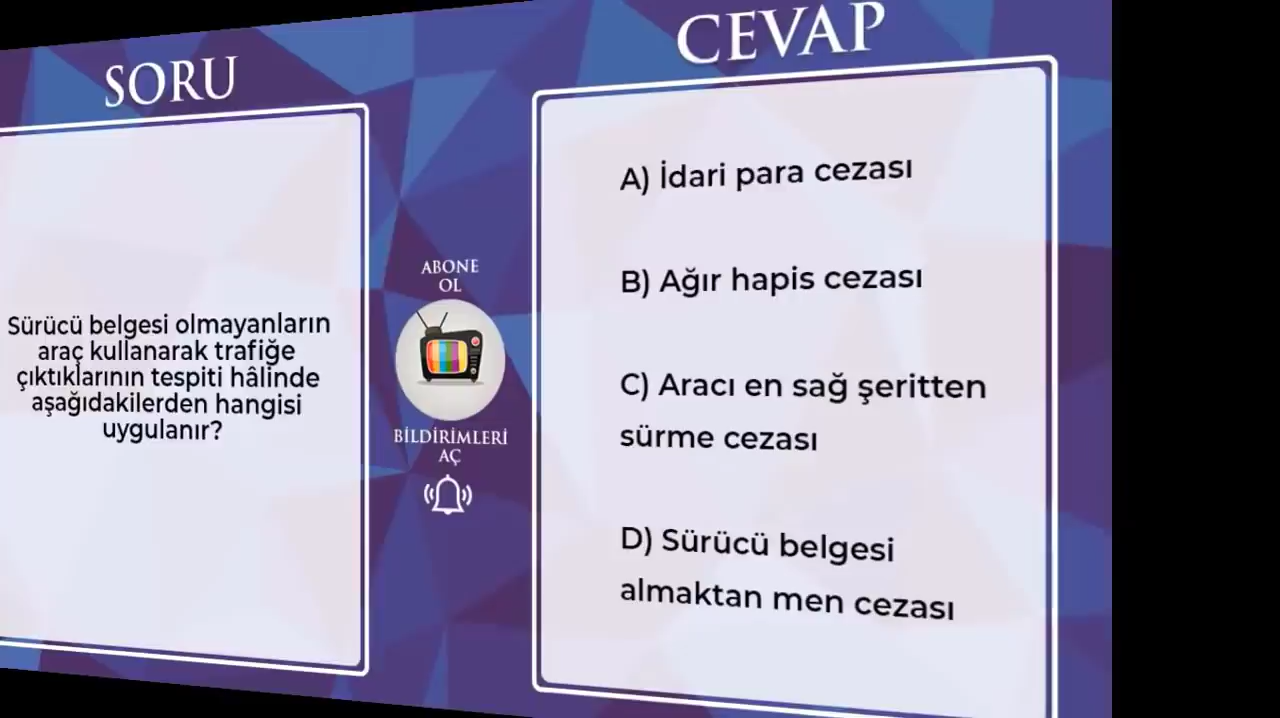 SORU
Sürücü belgesi olmayanların
araç kullanarak trafiğe
çıktıklarının tespiti hâlinde
aşağıdakilerden hangisi
uygulanır?
ABONE
OL
BİLDİRİMLERİ
AÇ
CEVAP
A) İdari para cezası
B) Ağır hapis cezası
C) Aracı en sağ şeritten
sürme cezası
D) Sürücü belgesi
almaktan men cezası